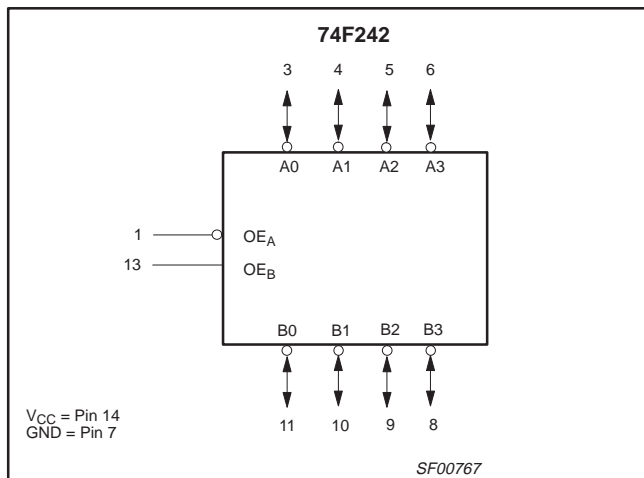 74F242
3 4 5 6
A0 A1 A2 A3
1 OEA
13 OEB
B0 B1 B2 B3
11 10 9 8
VCC = Pin 14
GND = Pin 7
SF00767